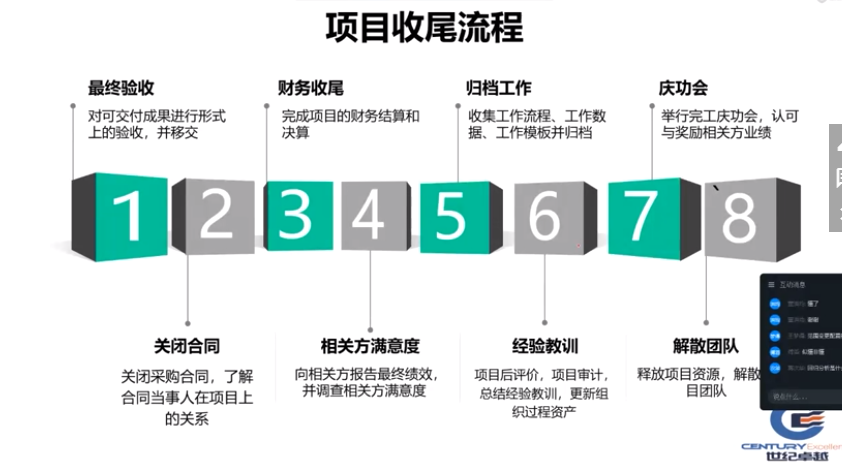 项目收尾流程
最终验收
对可交付成果进行形式
上的验收，并移交
财务收尾
完成项目的财务结算和
决算
归档工作
收集工作流程、工作数
据、工作模板并归档
庆功会
举行完工庆功会，认可
与奖励相关方业绩
1
2
3
4
5
6
7
8
关闭合同
关闭采购合同，了解
合同当事人在项目上
的关系
相关方满意度
向相关方报告最终绩效，
并调查相关方满意度
经验教训
项目后评价，项目审计，
总结经验教训，更新组
织过程资产
解散团队
释放项目资源，解散
目团队
互动消息
懂了
说点什么...
CENTURY Excellen
世纪卓越